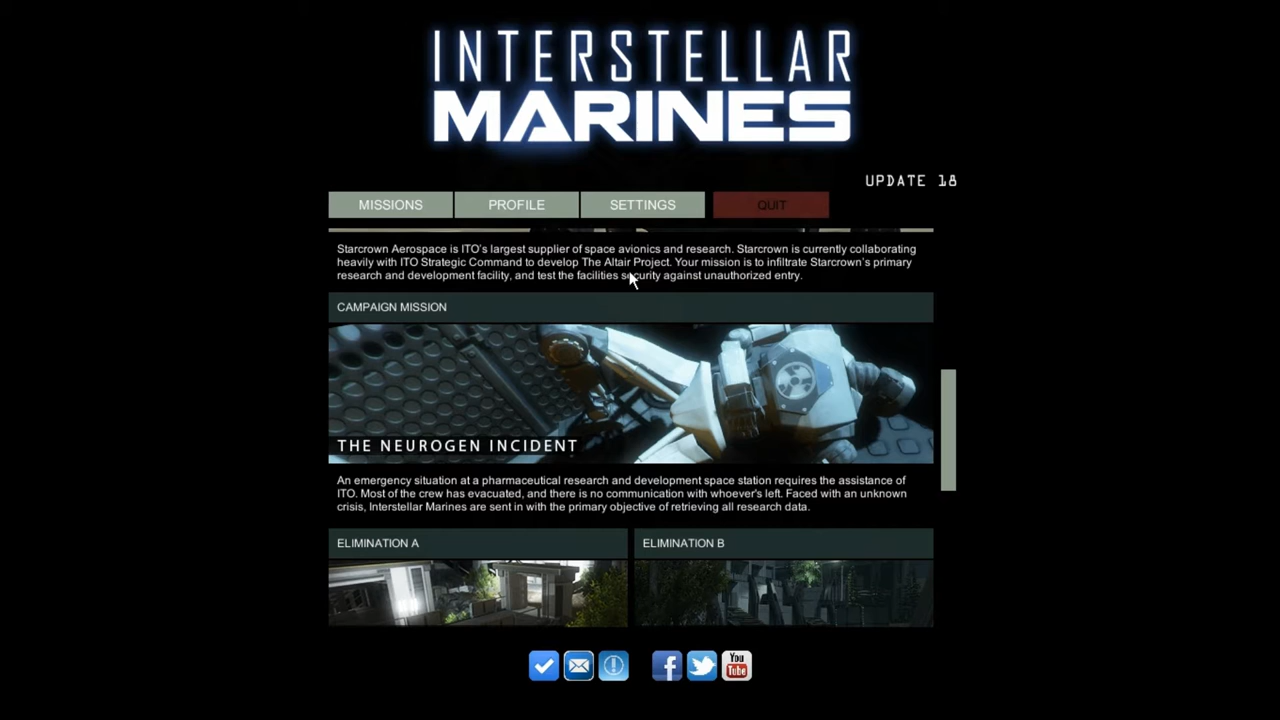 INTERSTELLAR
MARINES
UPDATE 18
MISSIONS
PROFILE
SETTINGS
QUIT
Starcrown Aerospace is ITO's largest supplier of space avionics and research. Starcrown is currently collaborating
heavily with ITO Strategic Command to develop The Altair Project. Your mission is to infiltrate Starcrown's primary
research and development facility, and test the facilities security against unauthorized entry.
CAMPAIGN MISSION
THE NEUROGEN INCIDENT
An emergency situation at a pharmaceutical research and development space station requires the assistance of
ITO. Most of the crew has evacuated, and there is no communication with whoever's left. Faced with an unknown
crisis, Interstellar Marines are sent in with the primary objective of retrieving all research data.
ELIMINATION A
ELIMINATION B
You
Tube